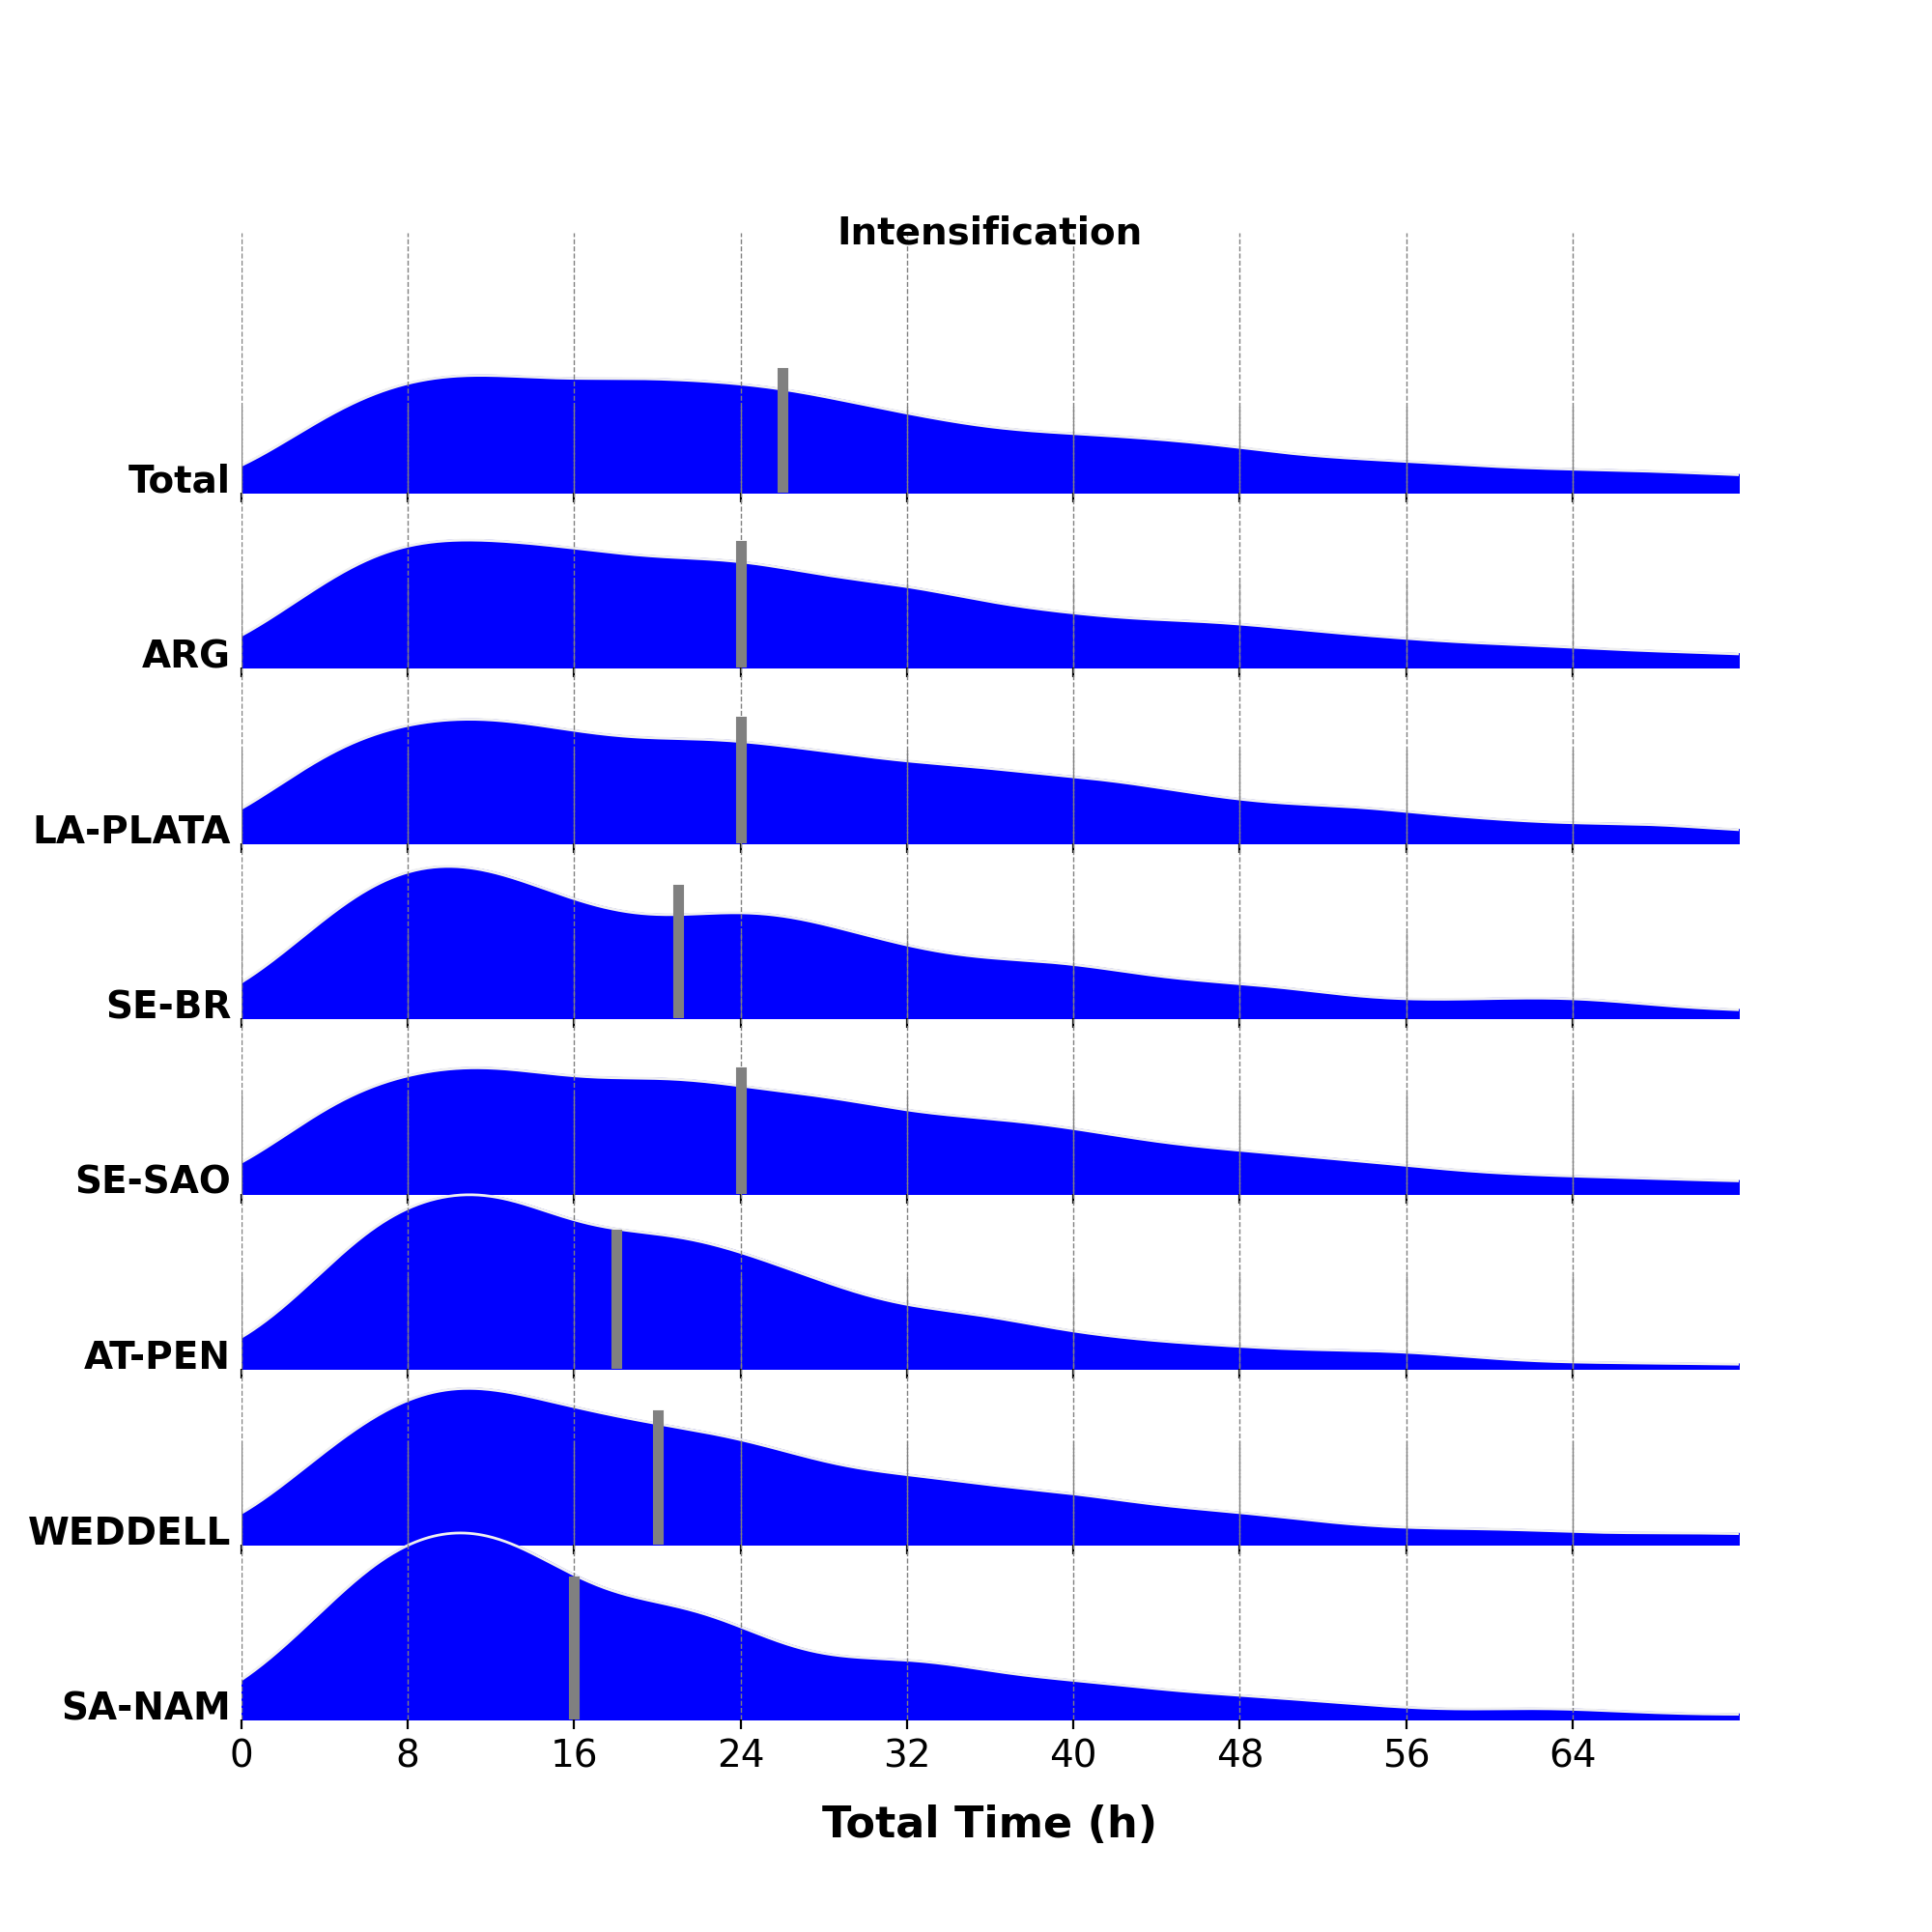 Intensification
Total
ARG
LA-PLATA
SE-BR
SE-SAO
AT-PEN
WEDDELL
SA-NAM
0 8 16 24 32 40 48 56 64
Total Time (h)